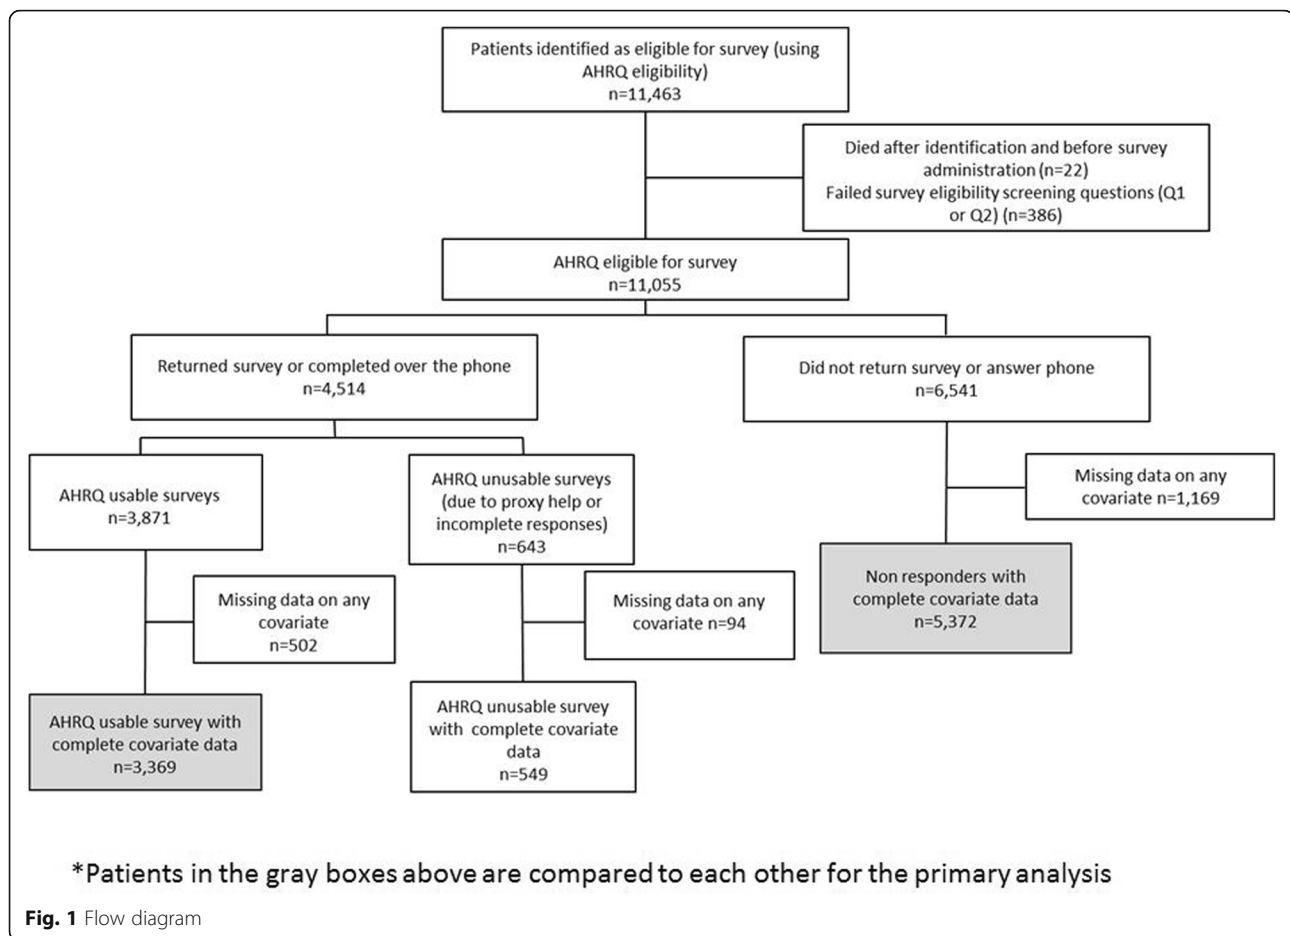 Patients identified as eligible for survey (using
AHRQ eligibility)
n=11,463
Died after identification and before survey
administration (n=22)
Failed survey eligibility screening questions (Q1
or Q2) (n=386)
AHRQ eligible for survey
n=11,055
Returned survey or completed over the phone
n=4,514
Did not return survey or answer phone
n=6,541
AHRQ usable surveys
n=3,871
AHRQ unusable surveys
(due to proxy help or
incomplete responses)
n=643
Missing data on any
covariate n=1,169
Missing data on any
covariate
n=502
Missing data on any
covariate n=94
Non responders with
complete covariate data
n=5,372
AHRQ usable survey with
complete covariate data
n=3,369
AHRQ unusable survey
with complete covariate
data
n=549
*Patients in the gray boxes above are compared to each other for the primary analysis
Fig. 1 Flow diagram